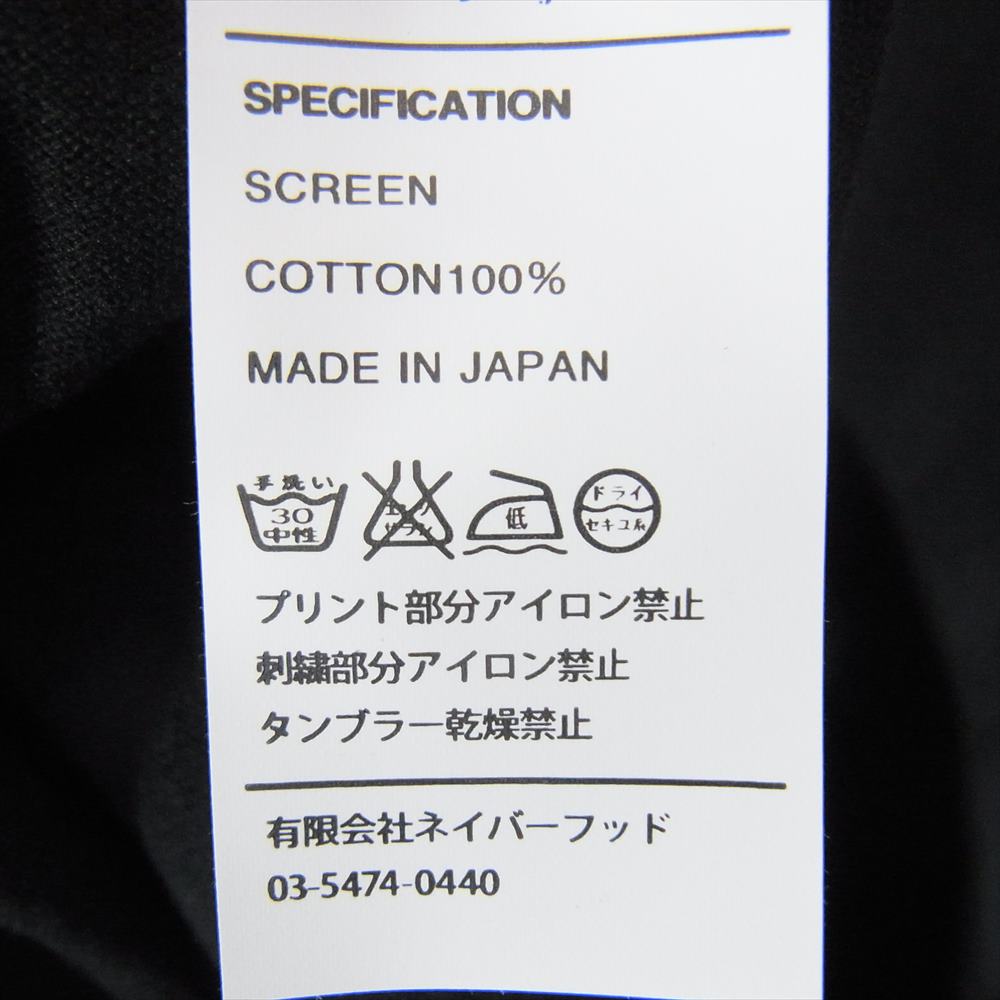 SPECIFICATION
SCREEN
COTTON100%
MADE IN JAPAN
手洗い
30
中性
低
ドライ
セキユ系
プリント部分アイロン禁止
刺繍部分アイロン禁止
タンブラー乾燥禁止
有限会社ネイバーフッド
03-5474-0440